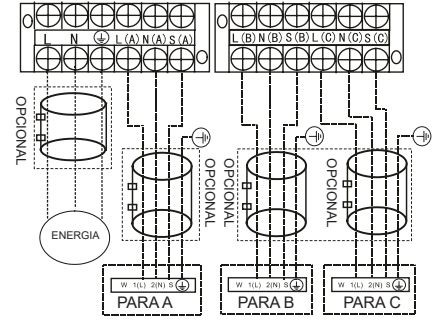 L N L(A) N(A) S(A)
L(B) N(B) S(B) L(C) N(C) S(C)
OPCIONAL
OPCIONAL
OPCIONAL
OPCIONAL
ENERGIA
W 1(L) 2(N) S
PARA A
W 1(L) 2(N) S
PARA B
W 1(L) 2(N) S
PARA C